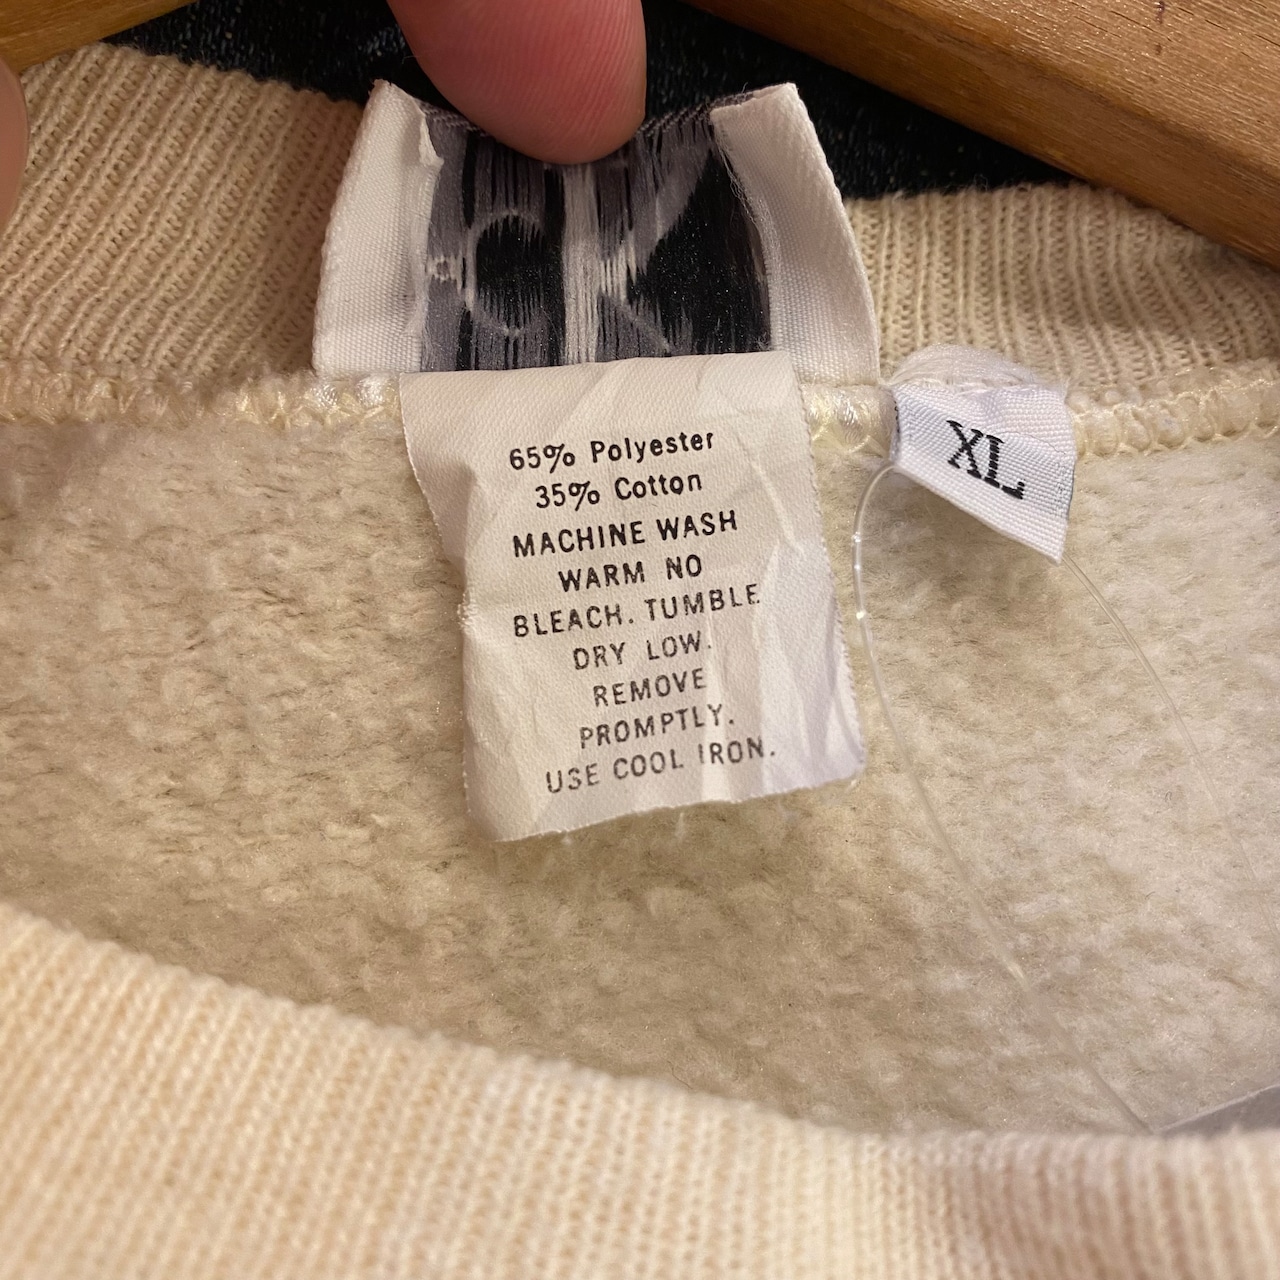 65% Polyester
35% Cotton
MACHINE WASH
WARM NO
BLEACH. TUMBLE
DRY LOW.
REMOVE
PROMPTLY.
USE COOL IRON.
XL